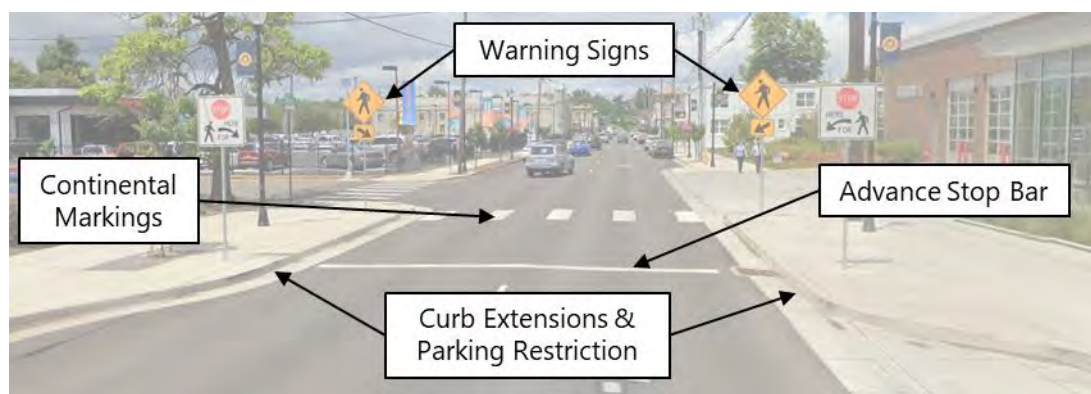 Warning Signs
STOP
HERE
FOR
STOP
HERE
FOR
Continental
Markings
Advance Stop Bar
Curb Extensions &
Parking Restriction